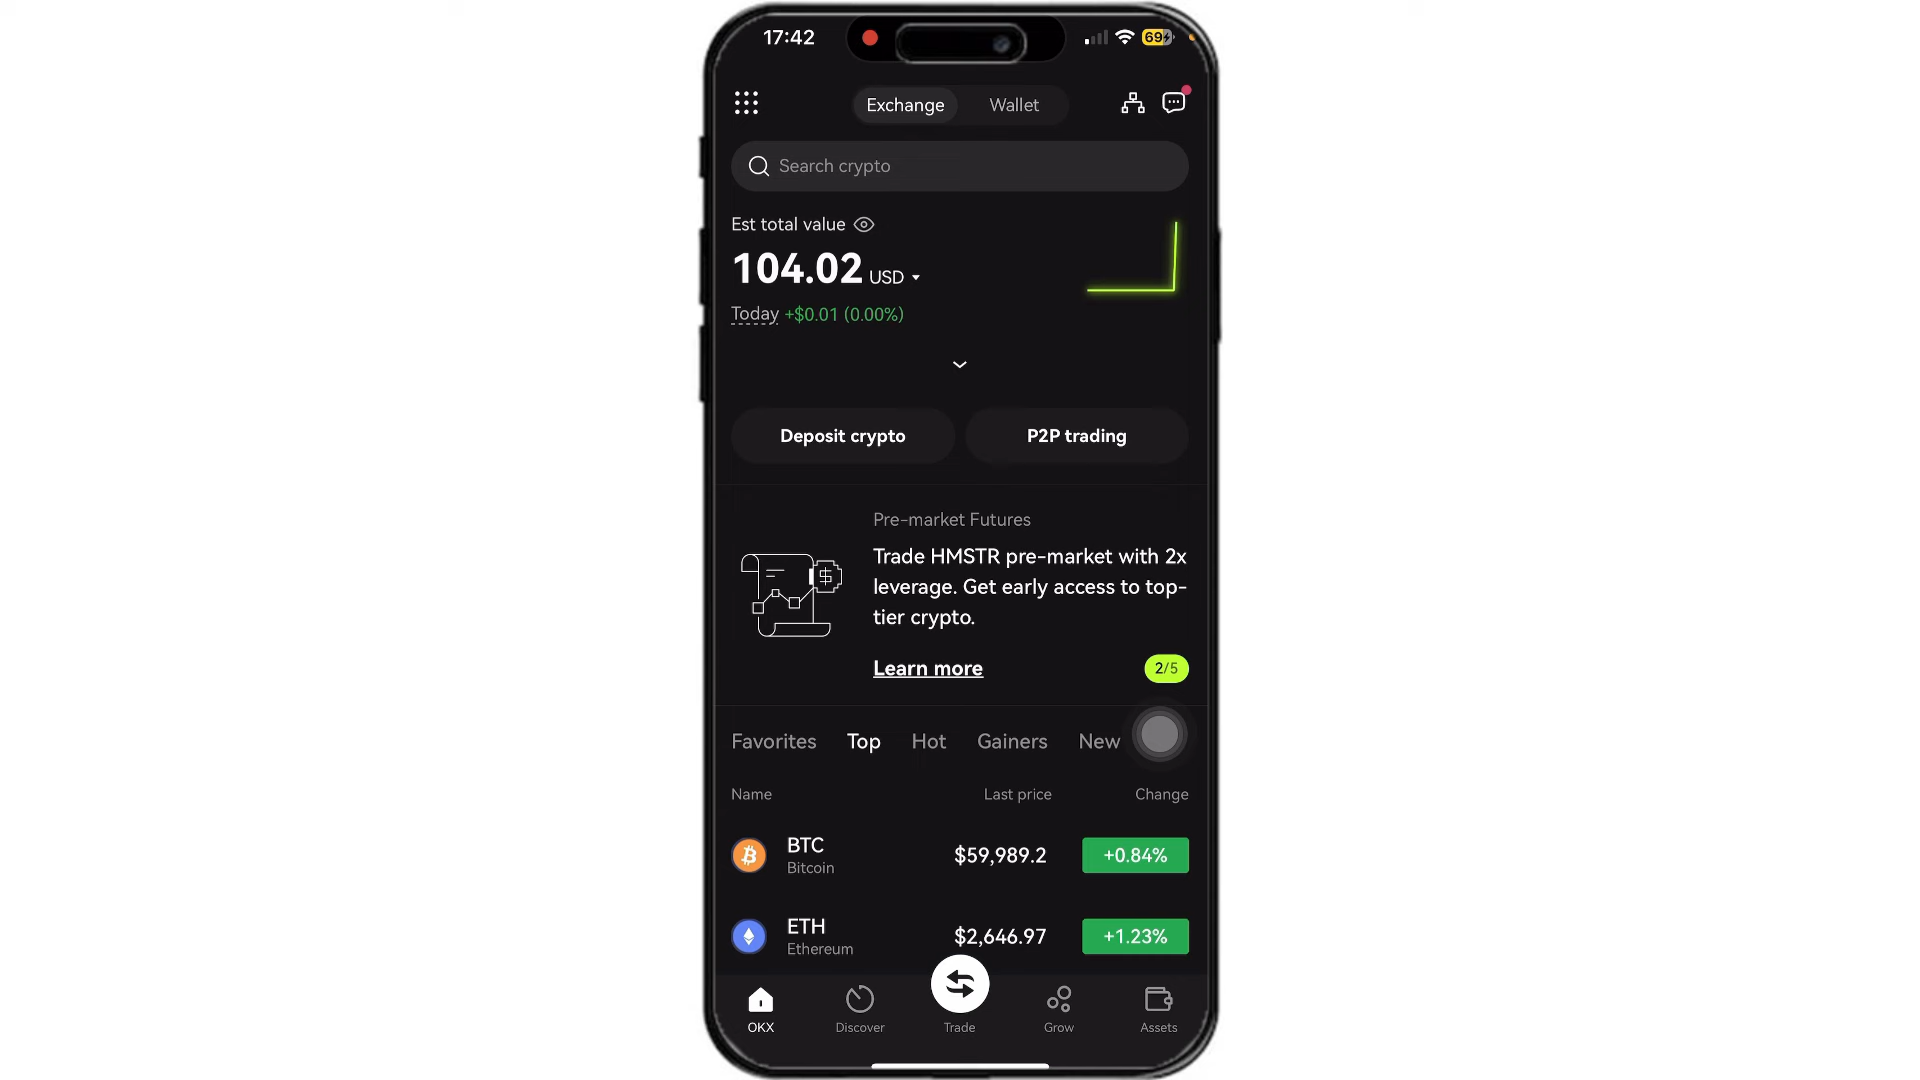 17:42
69
Exchange Wallet
Search crypto
Est total value
104.02 USD
Today +$0.01 (0.00%)
Deposit crypto P2P trading
Pre-market Futures
Trade HMSTR pre-market with 2x
leverage. Get early access to top-
tier crypto.
Learn more 2/5
Favorites Top Hot Gainers New
Name Last price Change
BTC
Bitcoin
$59,989.2 +0.84%
ETH
Ethereum
$2,646.97 +1.23%
OKX Discover Trade Grow Assets